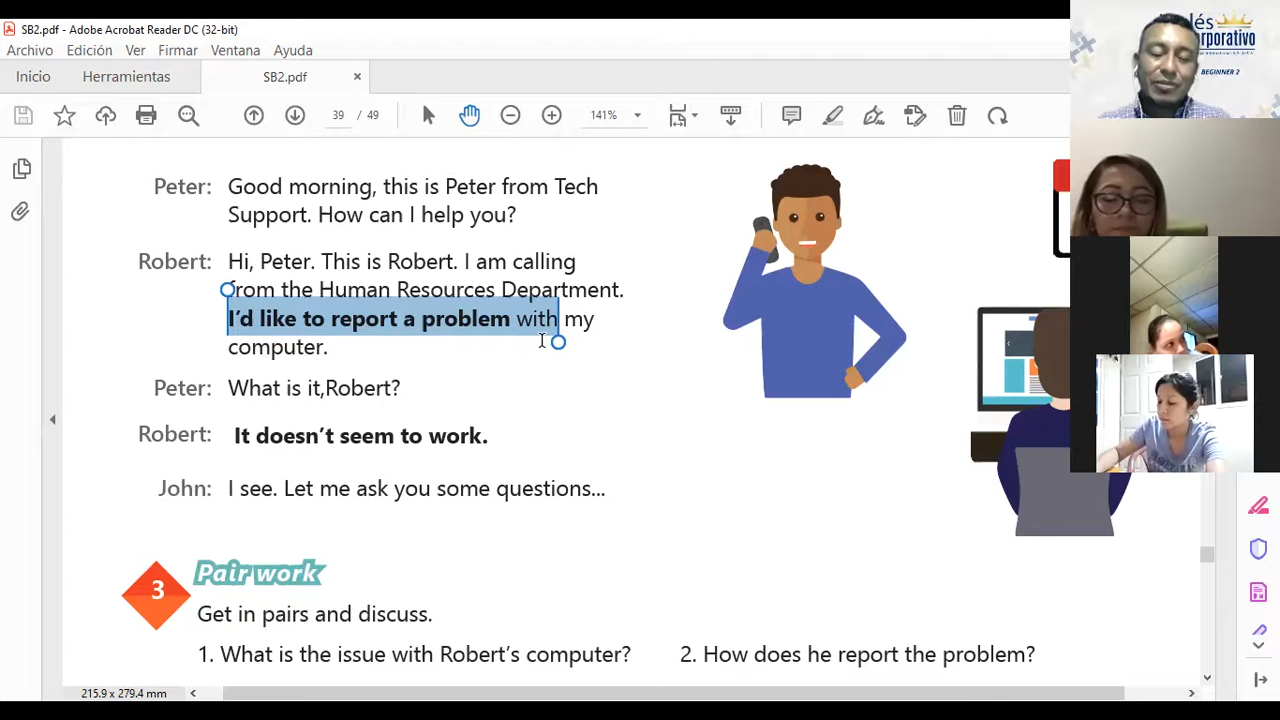 SB2.pdf - Adobe Acrobat Reader DC (32-bit)
Archivo Edición Ver Firmar Ventana Ayuda
Inicio Herramientas SB2.pdf ×
39 / 49 141%
Peter: Good morning, this is Peter from Tech
Support. How can I help you?
Robert: Hi, Peter. This is Robert. I am calling
from the Human Resources Department.
I'd like to report a problem with my
computer.
Peter: What is it,Robert?
Robert: It doesn't seem to work.
John: I see. Let me ask you some questions...
3 Pair work
Get in pairs and discuss.
1. What is the issue with Robert's computer? 2. How does he report the problem?
215.9 x 279.4 mm
BEGINNER 2